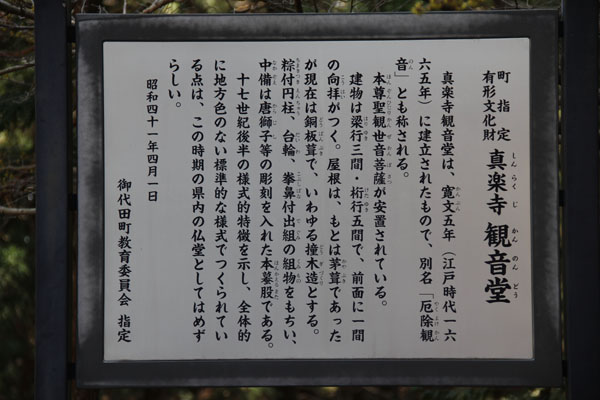 町指定
有形文化財
真楽寺 観音堂
真楽寺観音堂は、寛文五年（江戸時代一六
六五年）に建立されたもので、別名「厄除観
音」とも称される。
本尊聖観世音菩薩が安置されている。
建物は梁行三間・桁行五間で、前面に一間
の向拝がつく。屋根は、もとは茅葺であった
が現在は銅板葺で、いわゆる撞木造とする。
粽付円柱、台輪、拳鼻付出組の組物をもちい、
中備は唐獅子等の彫刻を入れた本蟇股である。
十七世紀後半の様式的特徴を示し、全体的
に地方色のない標準的な様式でつくられてい
る点は、この時期の県内の仏堂としてはめず
らしい。
昭和四十一年四月一日
御代田町教育委員会 指定